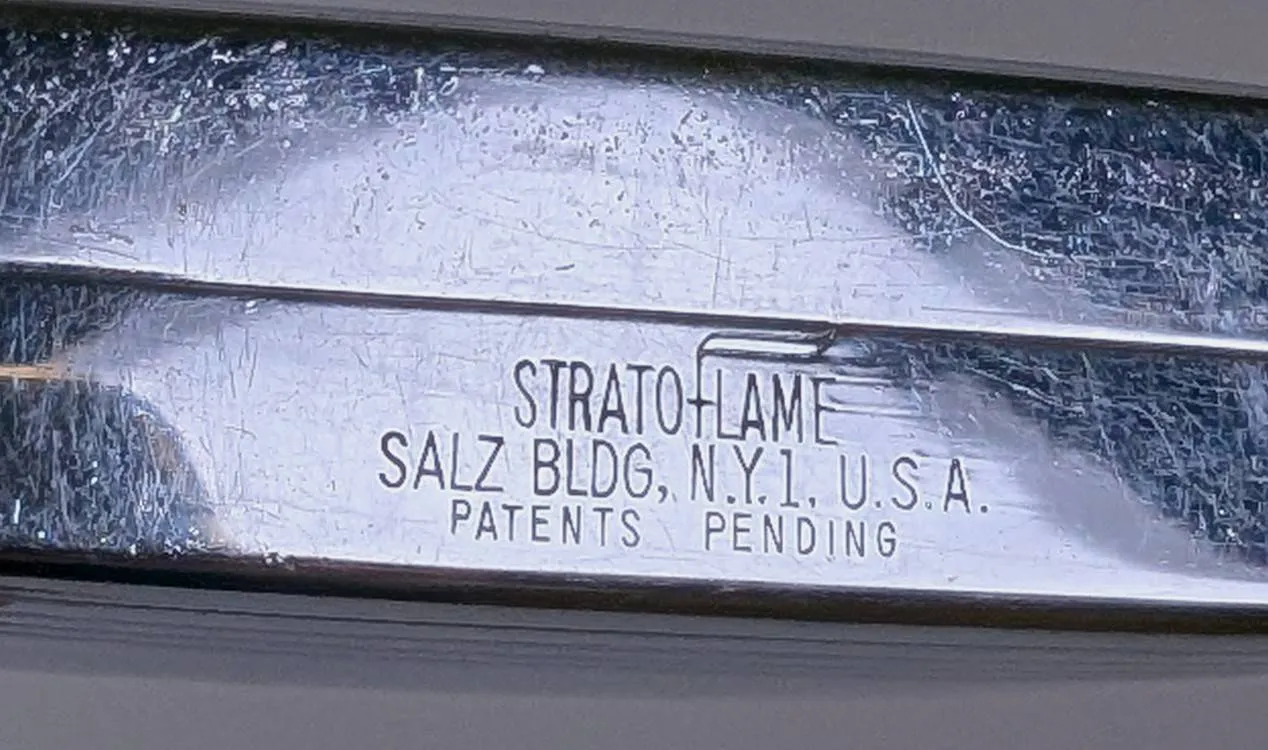 STRATOFLAME
SALZ BLDG, N.Y.1, U.S.A.
PATENTS PENDING